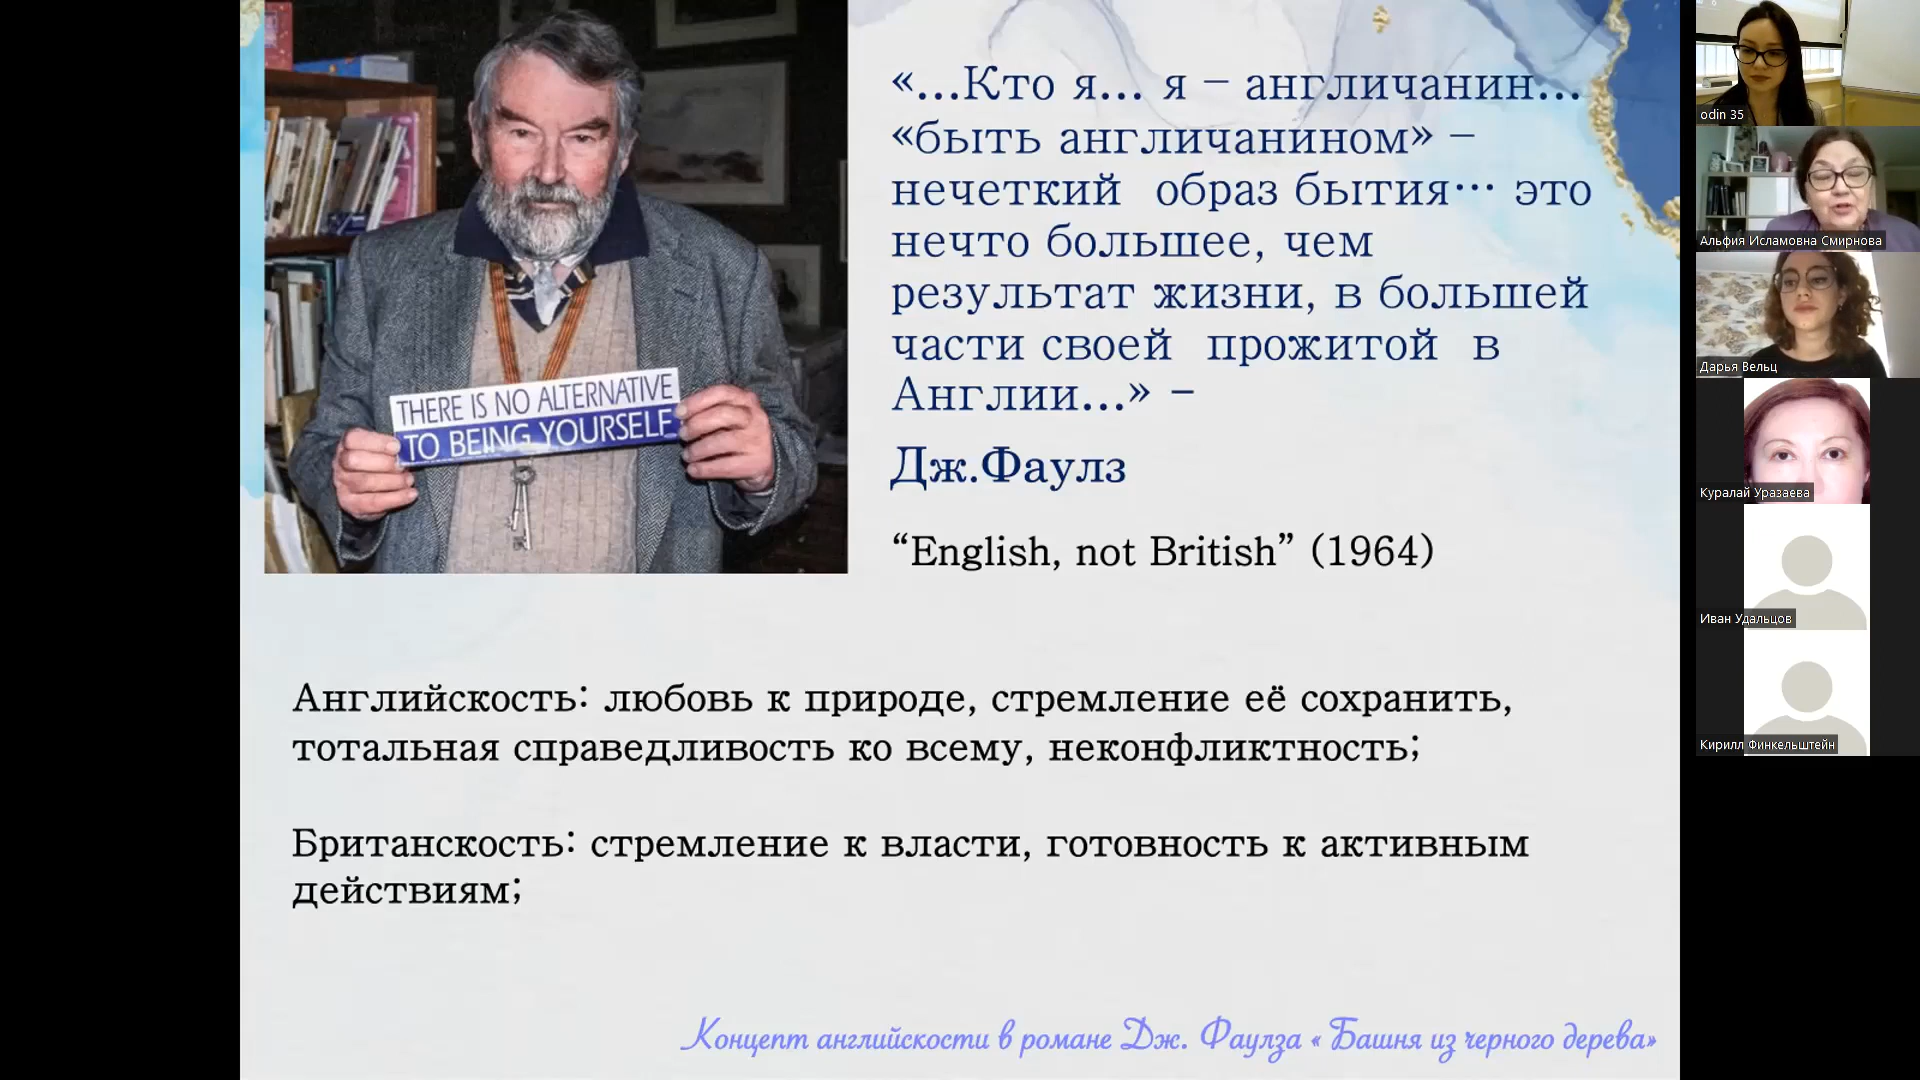 «...Кто я... я – англичанин...
«быть англичанином» –
нечеткий образ бытия… это
нечто большее, чем
результат жизни, в большей
части своей прожитой в
Англии...» –
Дж.Фаулз
“English, not British” (1964)
THERE IS NO ALTERNATIVE
TO BEING YOURSELF
Английскость: любовь к природе, стремление её сохранить,
тотальная справедливость ко всему, неконфликтность;
Британскость: стремление к власти, готовность к активным
действиям;
Концепт английскости в романе Дж. Фаулза « Башня из черного дерева»
odin 35
Альфия Исламовна Смирнова
Дарья Вельц
Куралай Уразаева
Иван Удальцов
Кирилл Финкельштейн